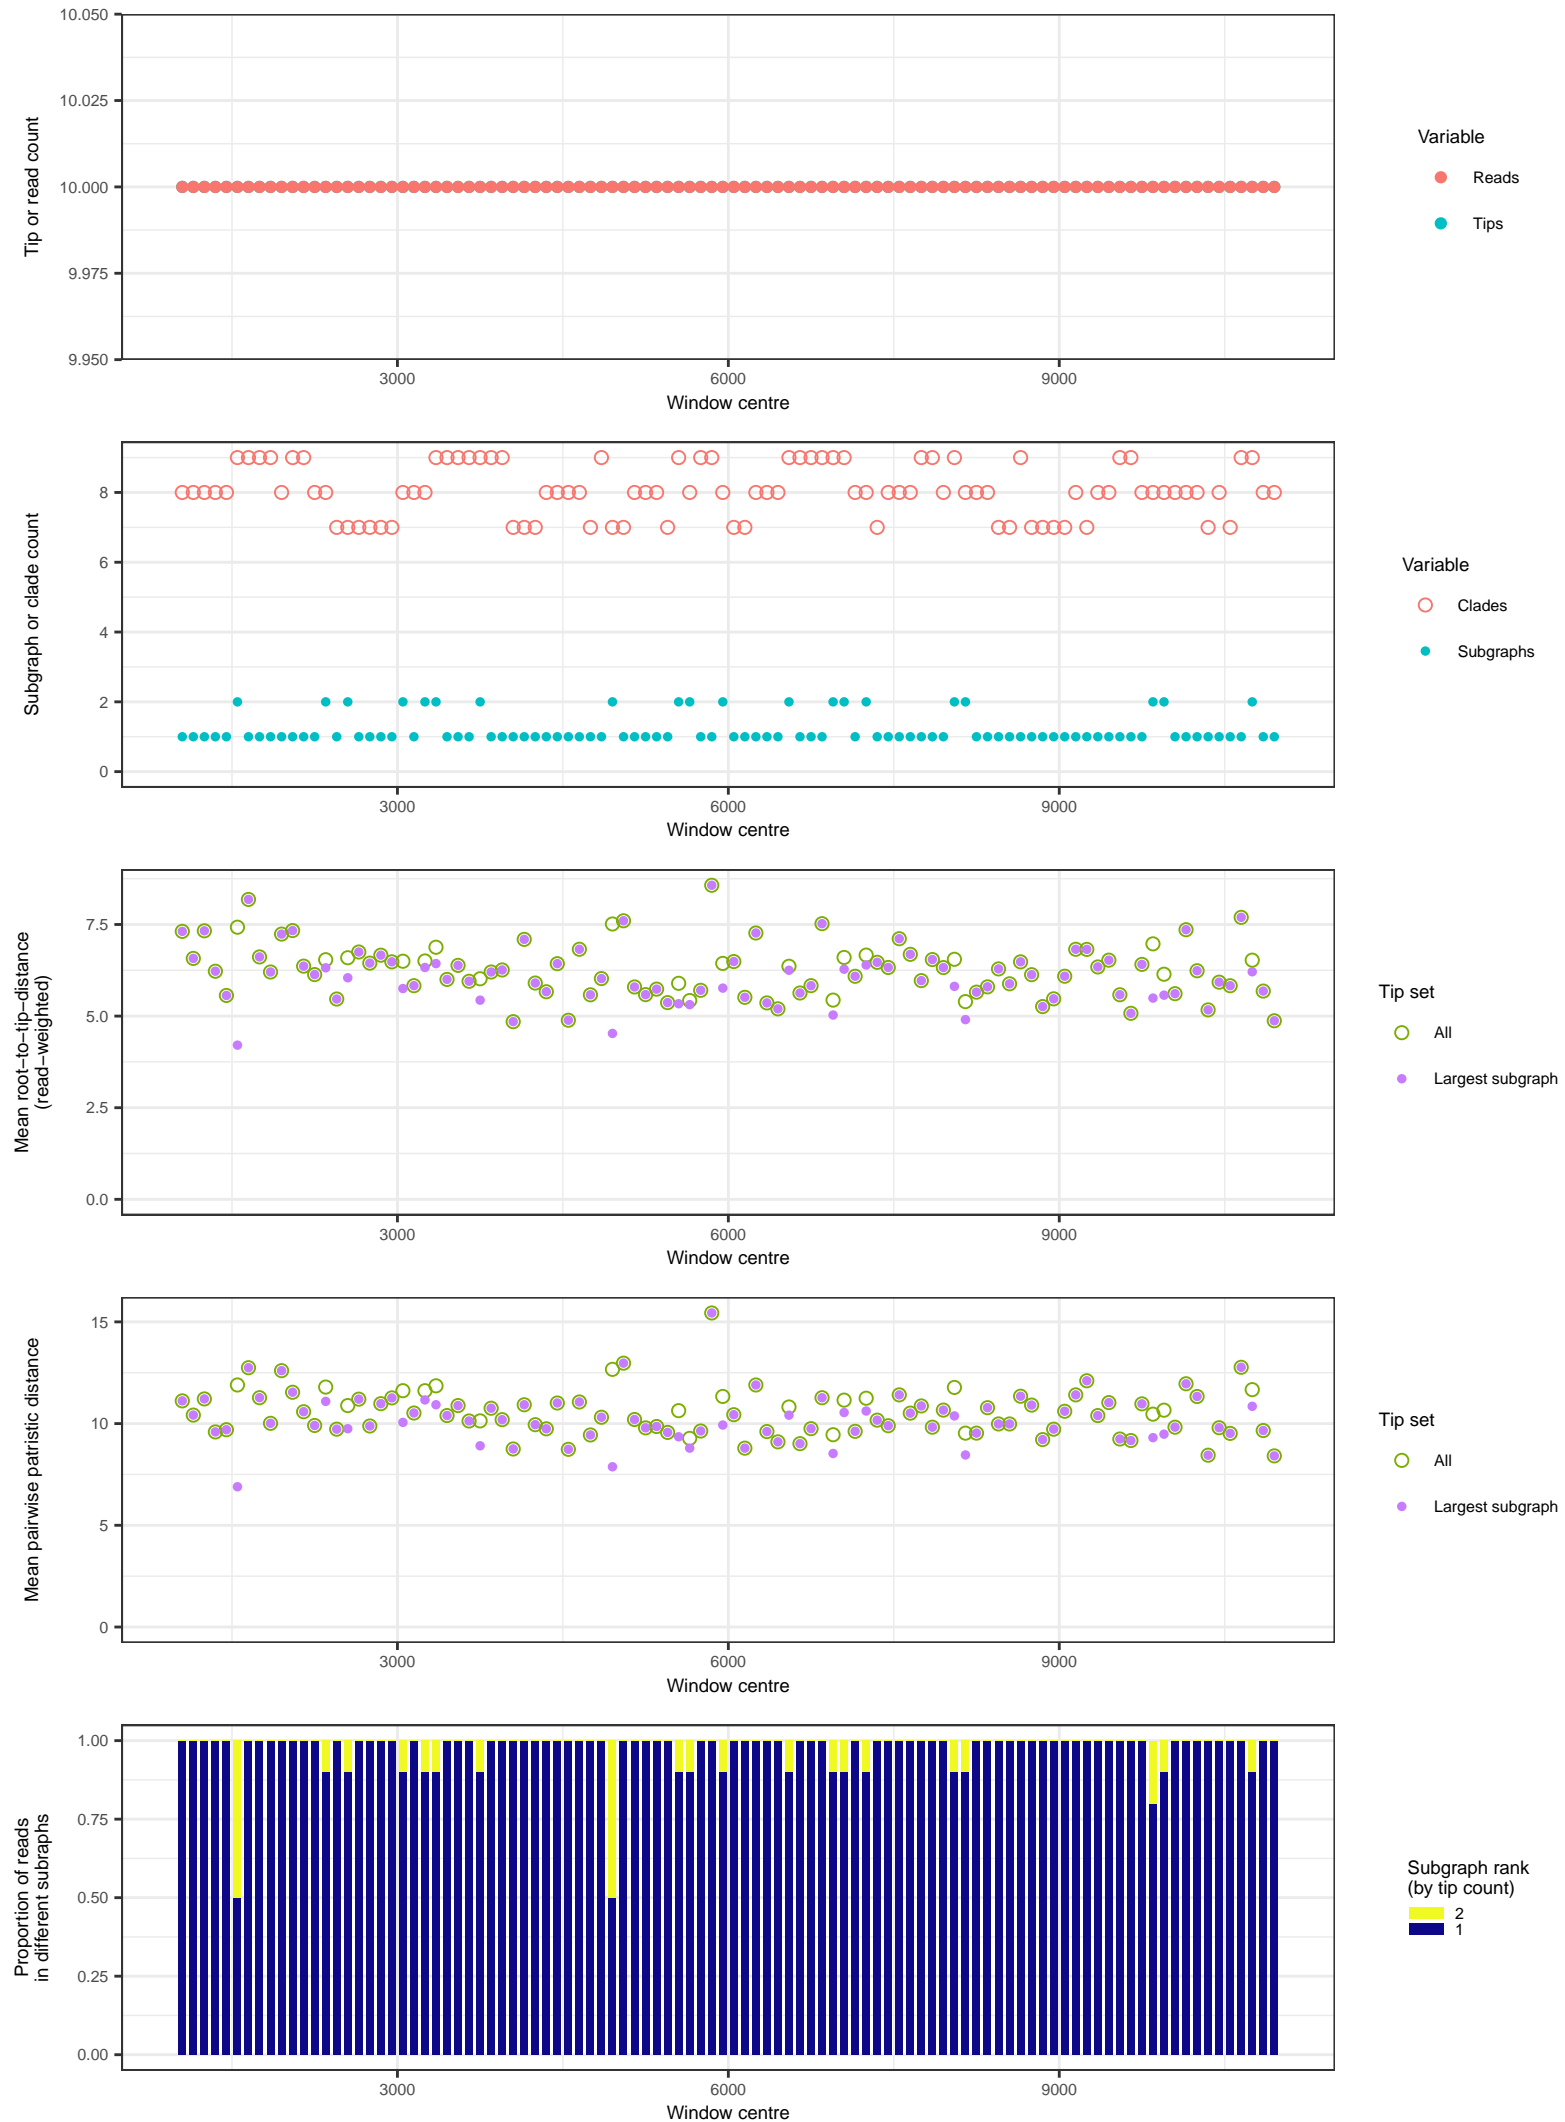 10.050
10.025
10.000
9.975
9.950
Tip or read count
3000
6000
9000
Window centre
Variable
Reads
Tips
8
6
4
2
0
Subgraph or clade count
3000
6000
9000
Window centre
Variable
Clades
Subgraphs
7.5
5.0
2.5
0.0
Mean root−to−tip−distance
(read−weighted)
3000
6000
9000
Window centre
Tip set
All
Largest subgraph
15
10
5
0
Mean pairwise patristic distance
3000
6000
9000
Window centre
Tip set
All
Largest subgraph
1.00
0.75
0.50
0.25
0.00
Proportion of reads
in different subraphs
3000
6000
9000
Window centre
Subgraph rank
(by tip count)
2
1